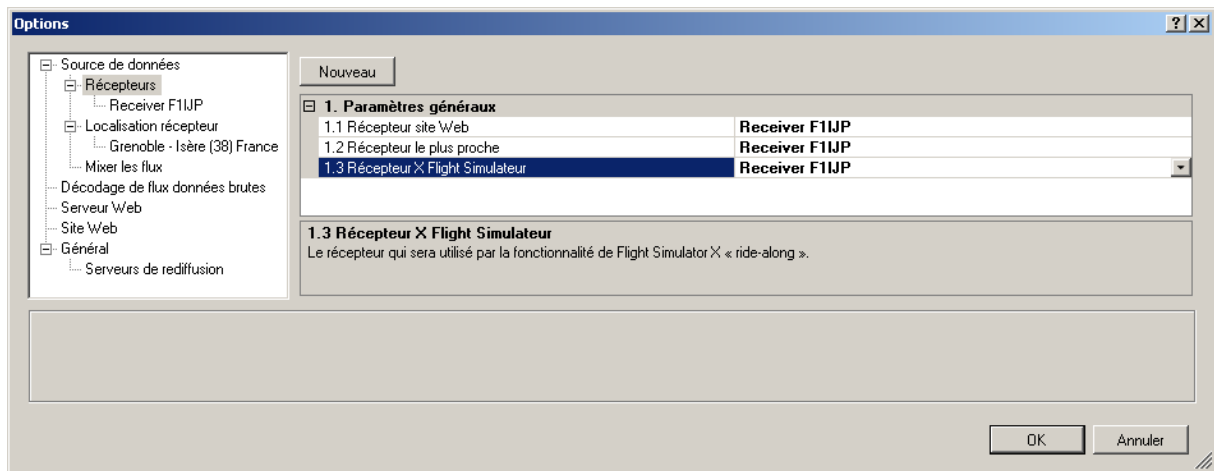 Options
Source de données
Récepteurs
Receiver F1IJP
Localisation récepteur
Grenoble - Isère (38) France
Mixer les flux
Décodage de flux données brutes
Serveur Web
Site Web
Général
Serveurs de rediffusion
Nouveau
1. Paramètres généraux
1.1 Récepteur site Web Receiver F1IJP
1.2 Récepteur le plus proche Receiver F1IJP
1.3 Récepteur X Flight Simulateur Receiver F1IJP
1.3 Récepteur X Flight Simulateur
Le récepteur qui sera utilisé par la fonctionnalité de Flight Simulator X « ride-along ».
OK Annuler